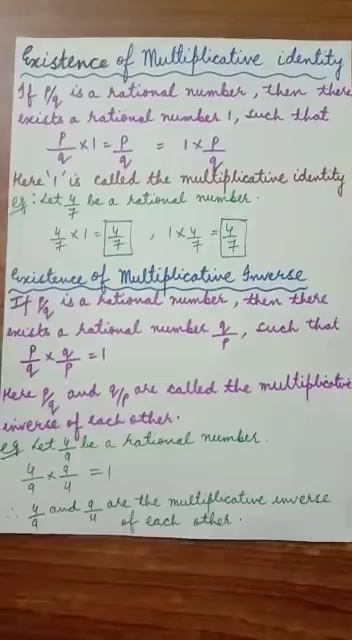 Existence of Multiplicative identity
If P/q is a rational number, then there
exists a rational number 1, such that
P/q × 1 = P/q = 1 × P/q
Here '1' is called the multiplicative identity
eg: Let 4/7 be a rational number.
4/7 × 1 = 4/7 , 1 × 4/7 = 4/7
Existence of Multiplicative Inverse
If P/q is a rational number, then there
exists a rational number q/p, such that
P/q × q/p = 1
Here P/q and q/p are called the multiplicative
inverse of each other.
eg Let 4/9 be a rational number.
4/9 × 9/4 = 1
∴ 4/9 and 9/4 are the multiplicative inverse
of each other.